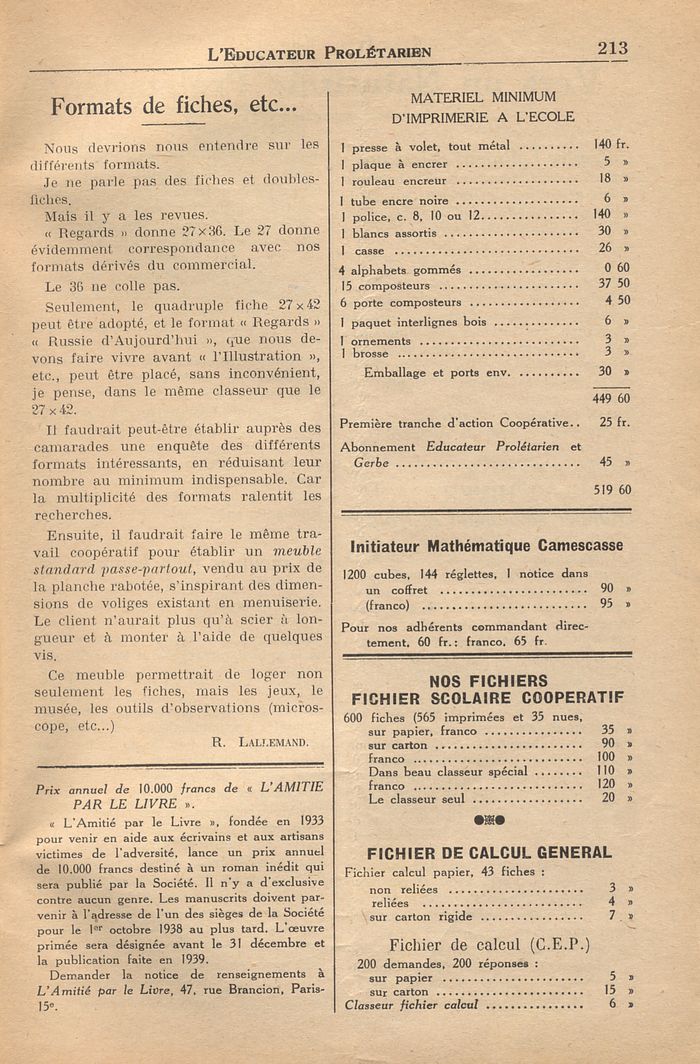 L'EDUCATEUR PROLÉTARIEN
213
Formats de fiches, etc...
Nous devrions nous entendre sur les
différents formats.
Je ne parle pas des fiches et doubles-
fiches.
Mais il y a les revues.
« Regards » donne 27×36. Le 27 donne
évidemment correspondance avec nos
formats dérivés du commercial.
Le 36 ne colle pas.
Seulement, le quadruple fiche 27×42
peut être adopté, et le format « Regards »
« Russie d'Aujourd'hui », que nous de-
vons faire vivre avant « l'Illustration »,
etc., peut être placé, sans inconvénient,
je pense, dans le même classeur que le
27×42.
Il faudrait peut-être établir auprès des
camarades une enquête des différents
formats intéressants, en réduisant leur
nombre au minimum indispensable. Car
la multiplicité des formats ralentit les
recherches.
Ensuite, il faudrait faire le même tra-
vail coopératif pour établir un meuble
standard passe-partout, vendu au prix de
la planche rabotée, s'inspirant des dimen-
sions de voliges existant en menuiserie.
Le client n'aurait plus qu'à scier à lon-
gueur et à monter à l'aide de quelques
vis.
Ce meuble permettrait de loger non
seulement les fiches, mais les jeux, le
musée, les outils d'observations (micros-
cope, etc...)
R. LALLEMAND.
Prix annuel de 10.000 francs de « L'AMITIE
PAR LE LIVRE ».
« L'Amitié par le Livre », fondée en 1933
pour venir en aide aux écrivains et aux artisans
victimes de l'adversité, lance un prix annuel
de 10.000 francs destiné à un roman inédit qui
sera publié par la Société. Il n'y a d'exclusive
contre aucun genre. Les manuscrits doivent par-
venir à l'adresse de l'un des sièges de la Société
pour le 1er octobre 1938 au plus tard. L'œuvre
primée sera désignée avant le 31 décembre et
la publication faite en 1939.
Demander la notice de renseignements à
L'Amitié par le Livre, 47, rue Brancion, Paris-
15e.
MATERIEL MINIMUM
D'IMPRIMERIE A L'ECOLE
1 presse à volet, tout métal .......... 140 fr.
1 plaque à encrer .................... 5 »
1 rouleau encreur .................... 18 »
1 tube encre noire .................... 6 »
1 police, c. 8, 10 ou 12................ 140 »
1 blancs assortis ...................... 30 »
1 casse .............................. 26 »
4 alphabets gommés .................. 0 60
15 composteurs ...................... 37 50
6 porte composteurs .................. 4 50
1 paquet interlignes bois .............. 6 »
1 ornements .......................... 3 »
1 brosse .............................. 3 »
Emballage et ports env. .......... 30 »
449 60
Première tranche d'action Coopérative.. 25 fr.
Abonnement Educateur Prolétarien et
Gerbe .............................. 45 »
519 60
Initiateur Mathématique Camescasse
1200 cubes, 144 réglettes, 1 notice dans
un coffret ........................ 90 »
(franco) .......................... 95 »
Pour nos adhérents commandant direc-
tement, 60 fr.: franco, 65 fr.
NOS FICHIERS
FICHIER SCOLAIRE COOPERATIF
600 fiches (565 imprimées et 35 nues,
sur papier, franco ................ 35 »
sur carton ........................ 90 »
franco ............................ 100 »
Dans beau classeur spécial ........ 110 »
franco ............................ 120 »
Le classeur seul .................. 20 »
FICHIER DE CALCUL GENERAL
Fichier calcul papier, 43 fiches :
non reliées ...................... 3 »
reliées .......................... 4 »
sur carton rigide ................ 7 »
Fichier de calcul (C.E.P.)
200 demandes, 200 réponses :
sur papier ........................ 5 »
sur carton ........................ 15 »
Classeur fichier calcul ................ 6 »